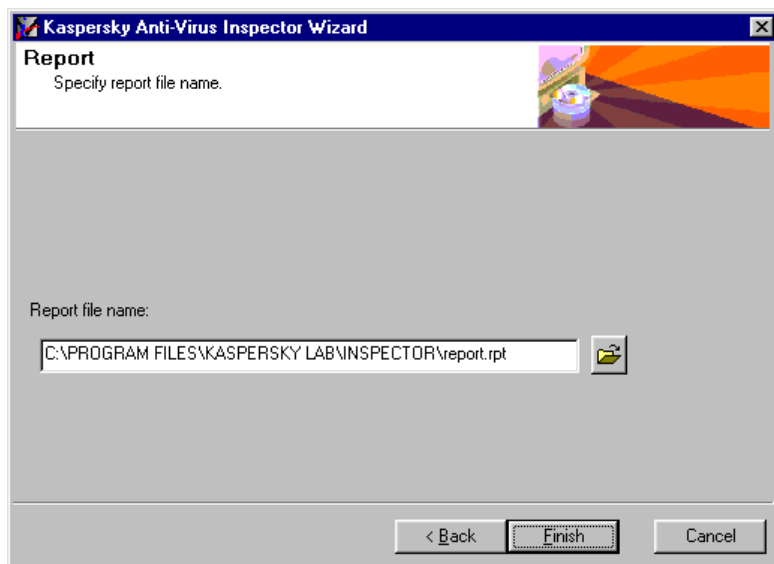 Kaspersky Anti-Virus Inspector Wizard
Report
Specify report file name.
Report file name:
C:\PROGRAM FILES\KASPERSKY LAB\INSPECTOR\report.rpt
< Back
Finish
Cancel